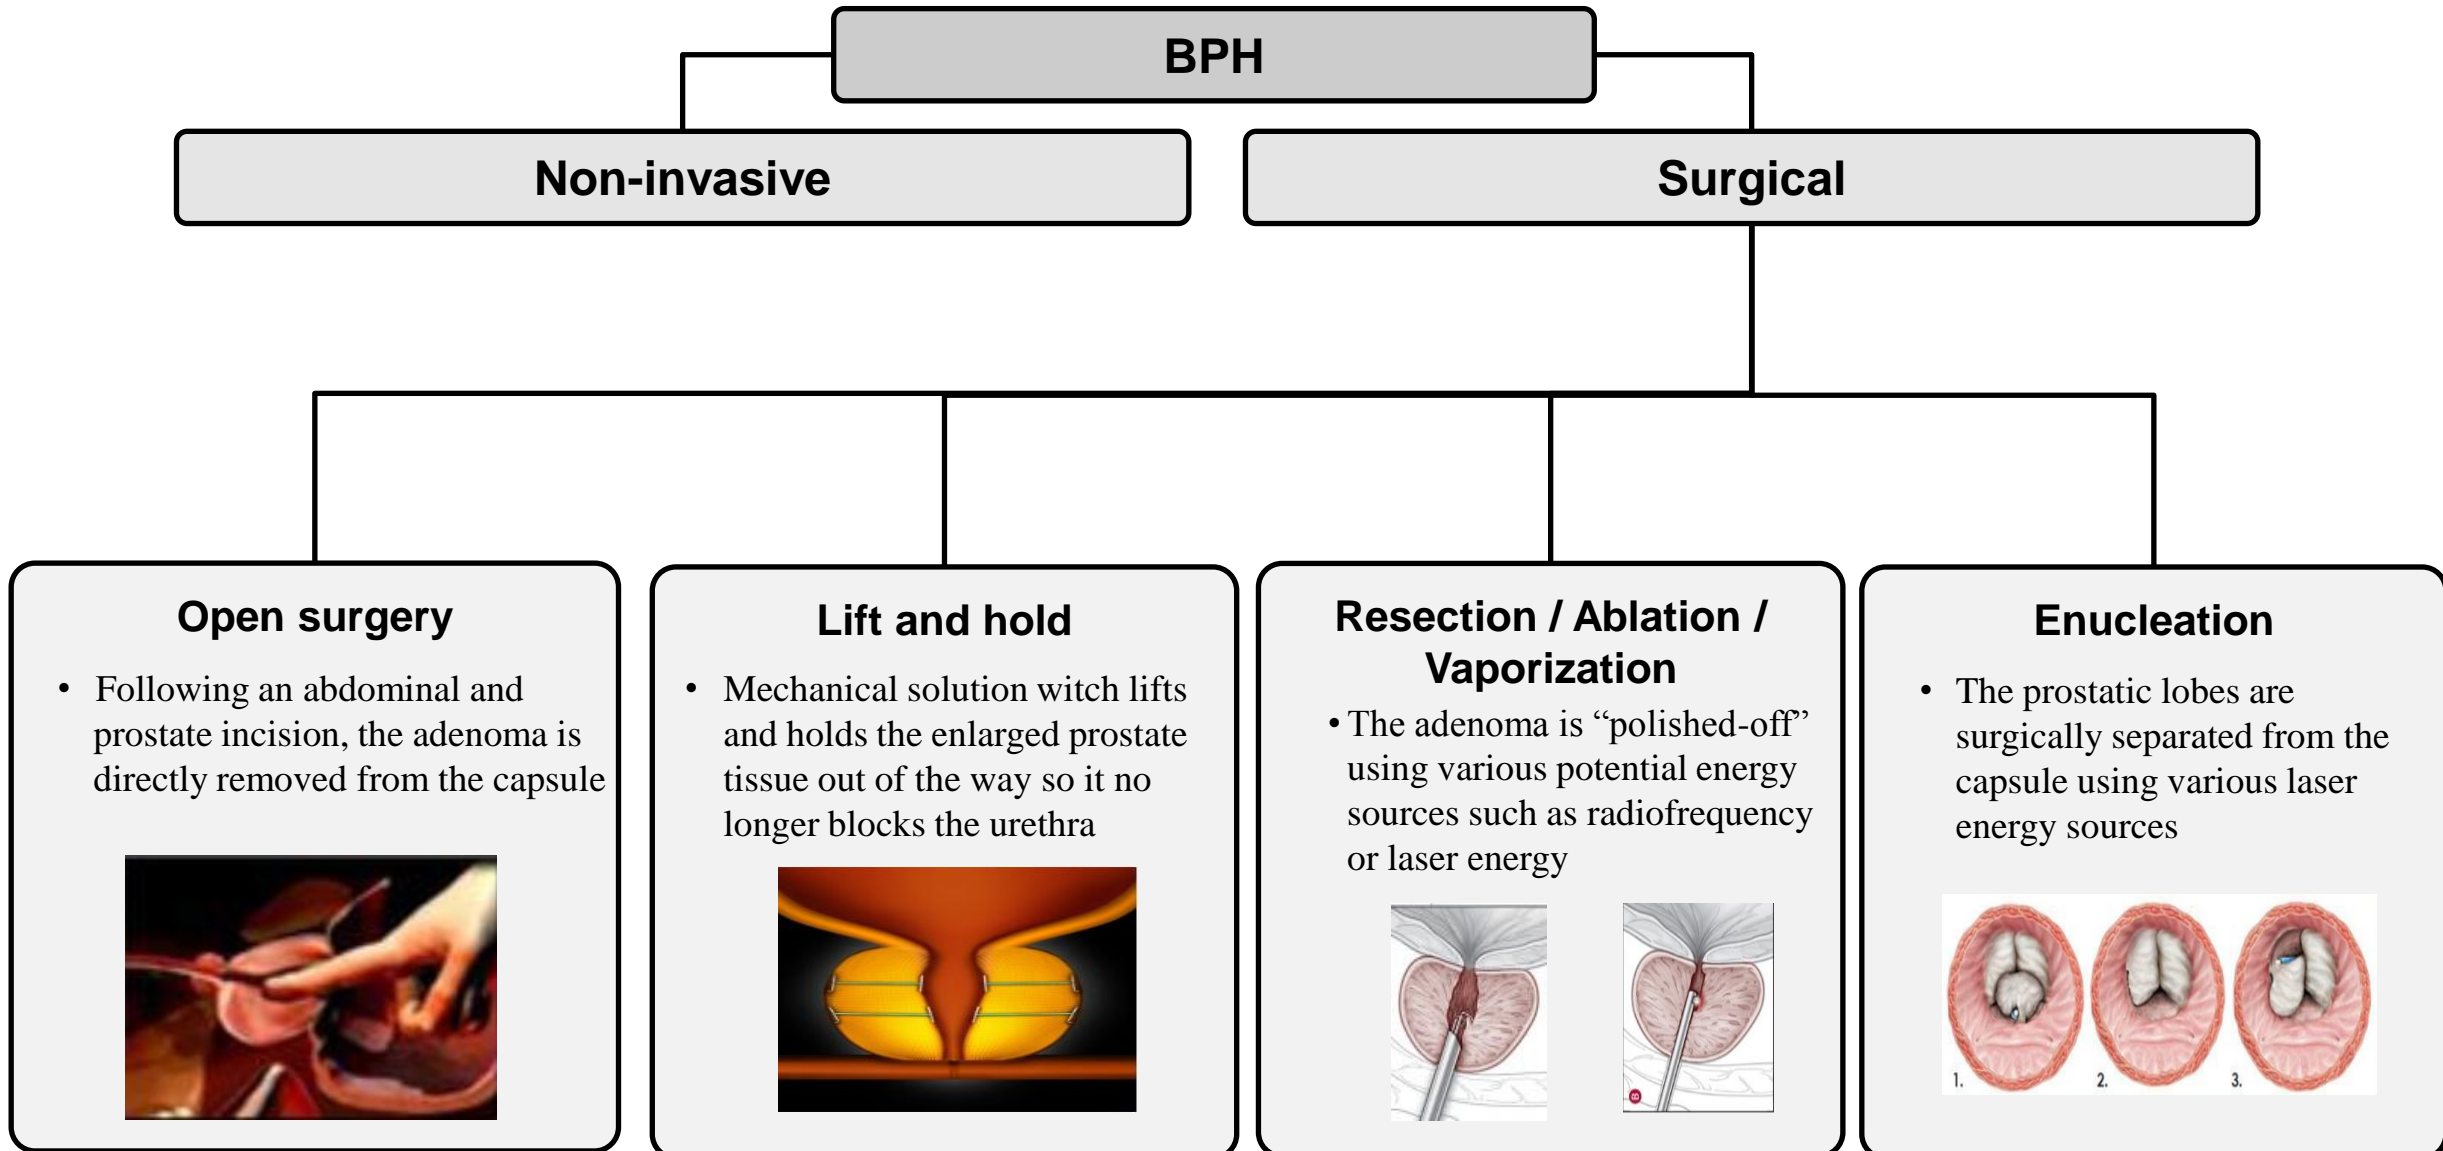 BPH
Non-invasive
Surgical
Open surgery
• Following an abdominal and
prostate incision, the adenoma is
directly removed from the capsule
Lift and hold
• Mechanical solution witch lifts
and holds the enlarged prostate
tissue out of the way so it no
longer blocks the urethra
Resection / Ablation /
Vaporization
• The adenoma is “polished-off”
using various potential energy
sources such as radiofrequency
or laser energy
B
Enucleation
• The prostatic lobes are
surgically separated from the
capsule using various laser
energy sources
1.
2.
3.